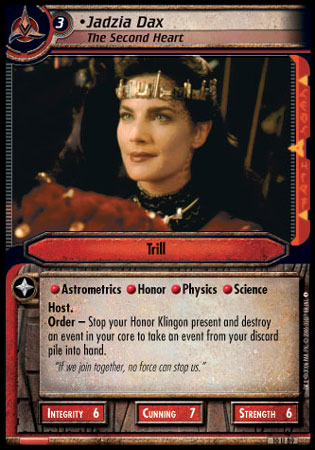 3
•Jadzia Dax
The Second Heart
Trill
Astrometrics Honor Physics Science
Host.
Order – Stop your Honor Klingon present and destroy
an event in your core to take an event from your discard
pile into hand.
"If we join together, no force can stop us."
INTEGRITY 6 CUNNING 7 STRENGTH 6